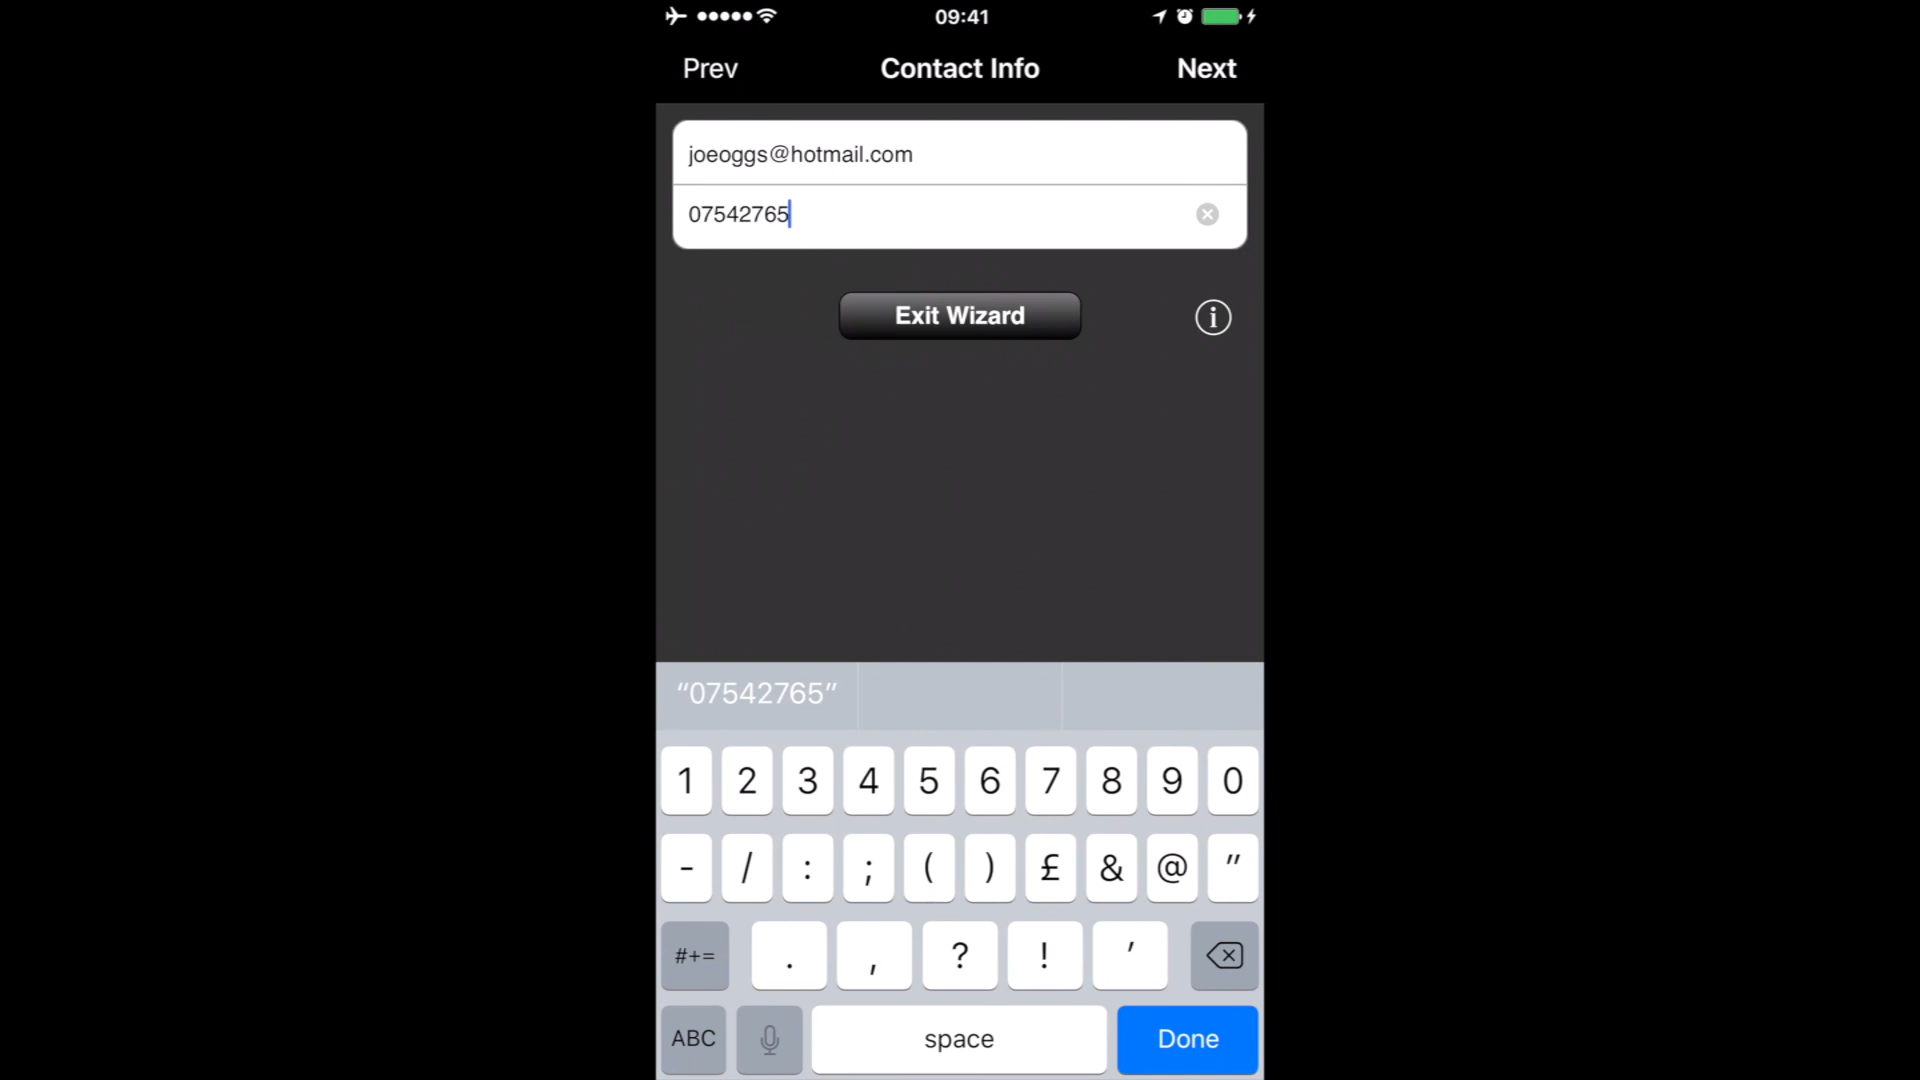 09:41
Prev Contact Info Next
joeoggs@hotmail.com
07542765
Exit Wizard
i
“07542765”
1 2 3 4 5 6 7 8 9 0
- / : ; ( ) £ & @ "
#+= . , ? ! '
ABC space Done